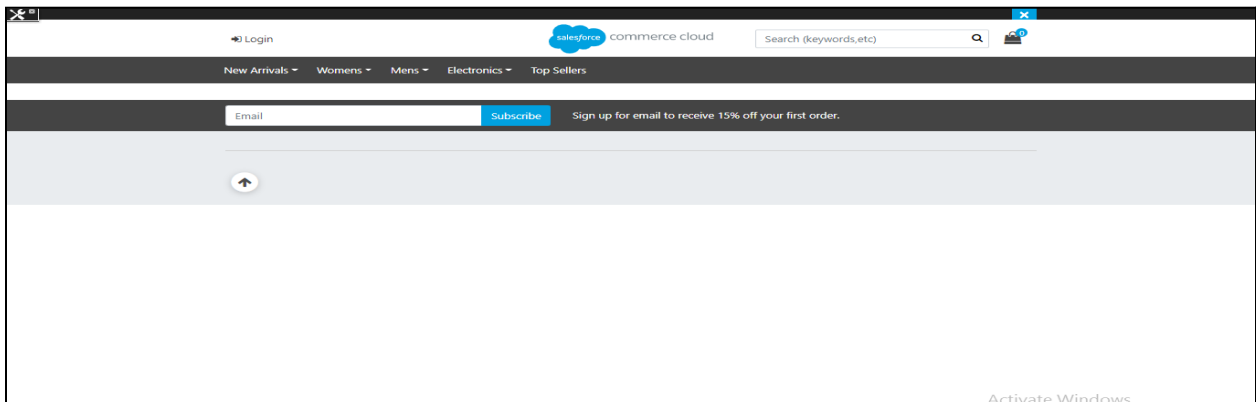 Login
salesforce commerce cloud
Search (keywords,etc)
0
New Arrivals Womens Mens Electronics Top Sellers
Email
Subscribe
Sign up for email to receive 15% off your first order.
Activate Windows